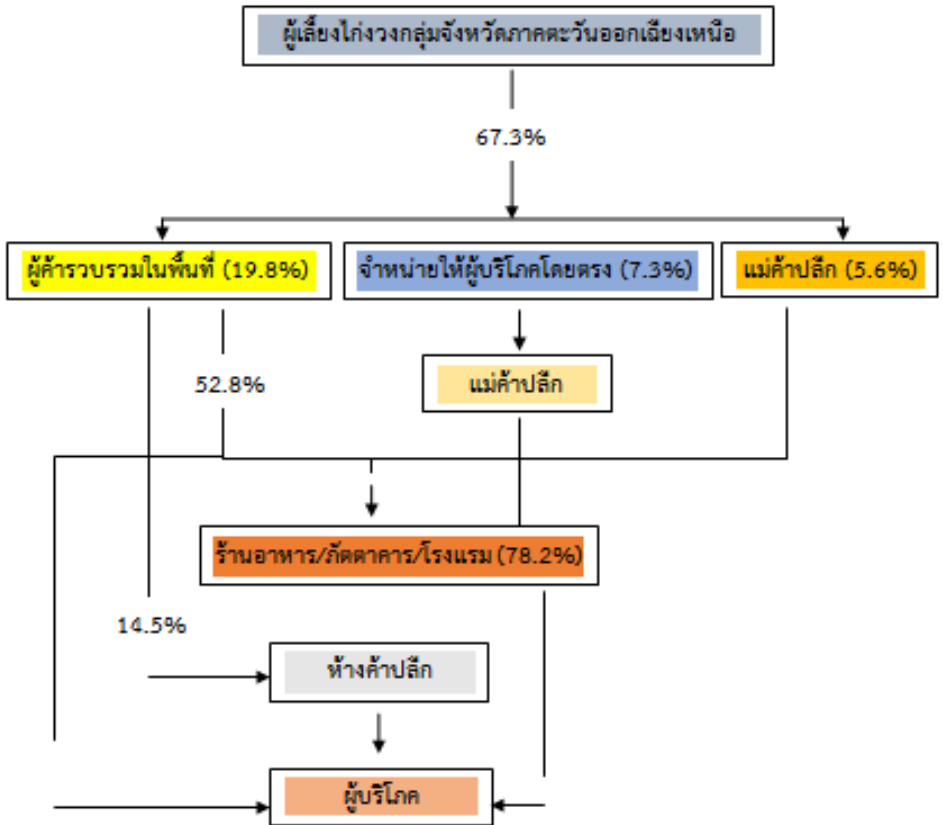 ผู้เลี้ยงไก่งวงกลุ่มจังหวัดภาคตะวันออกเฉียงเหนือ
67.3%
ผู้ค้ารวบรวมในพื้นที่ (19.8%)
จำหน่ายให้ผู้บริโภคโดยตรง (7.3%)
แม่ค้าปลีก (5.6%)
52.8%
แม่ค้าปลีก
ร้านอาหาร/ภัตตาคาร/โรงแรม (78.2%)
14.5%
ห้างค้าปลีก
ผู้บริโภค